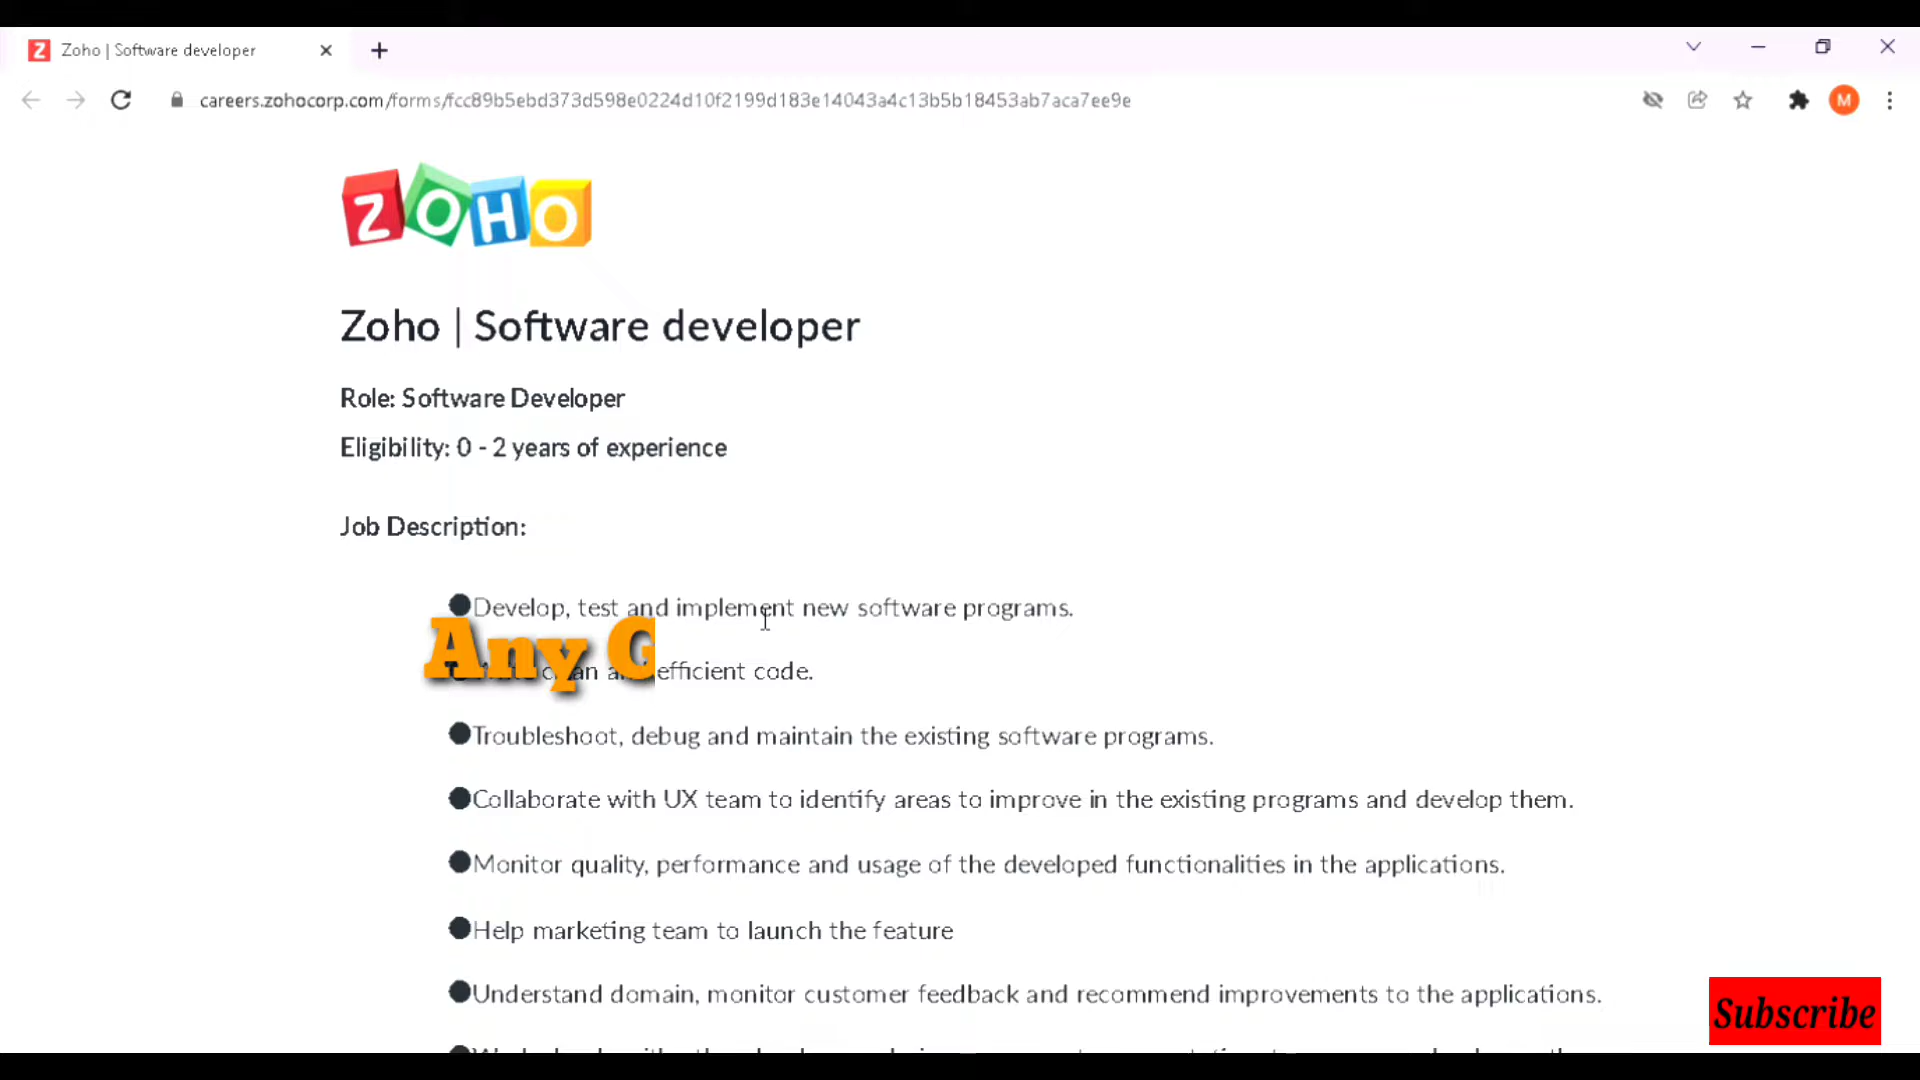 Zoho | Software developer
careers.zohocorp.com/forms/fcc89b5ebd373d598e0224d10f2199d183e14043a4c13b5b18453ab7aca7ee9e
M
ZOHO
Zoho | Software developer
Role: Software Developer
Eligibility: 0 - 2 years of experience
Job Description:
Develop, test and implement new software programs.
Any G
efficient code.
Troubleshoot, debug and maintain the existing software programs.
Collaborate with UX team to identify areas to improve in the existing programs and develop them.
Monitor quality, performance and usage of the developed functionalities in the applications.
Help marketing team to launch the feature
Understand domain, monitor customer feedback and recommend improvements to the applications.
Subscribe